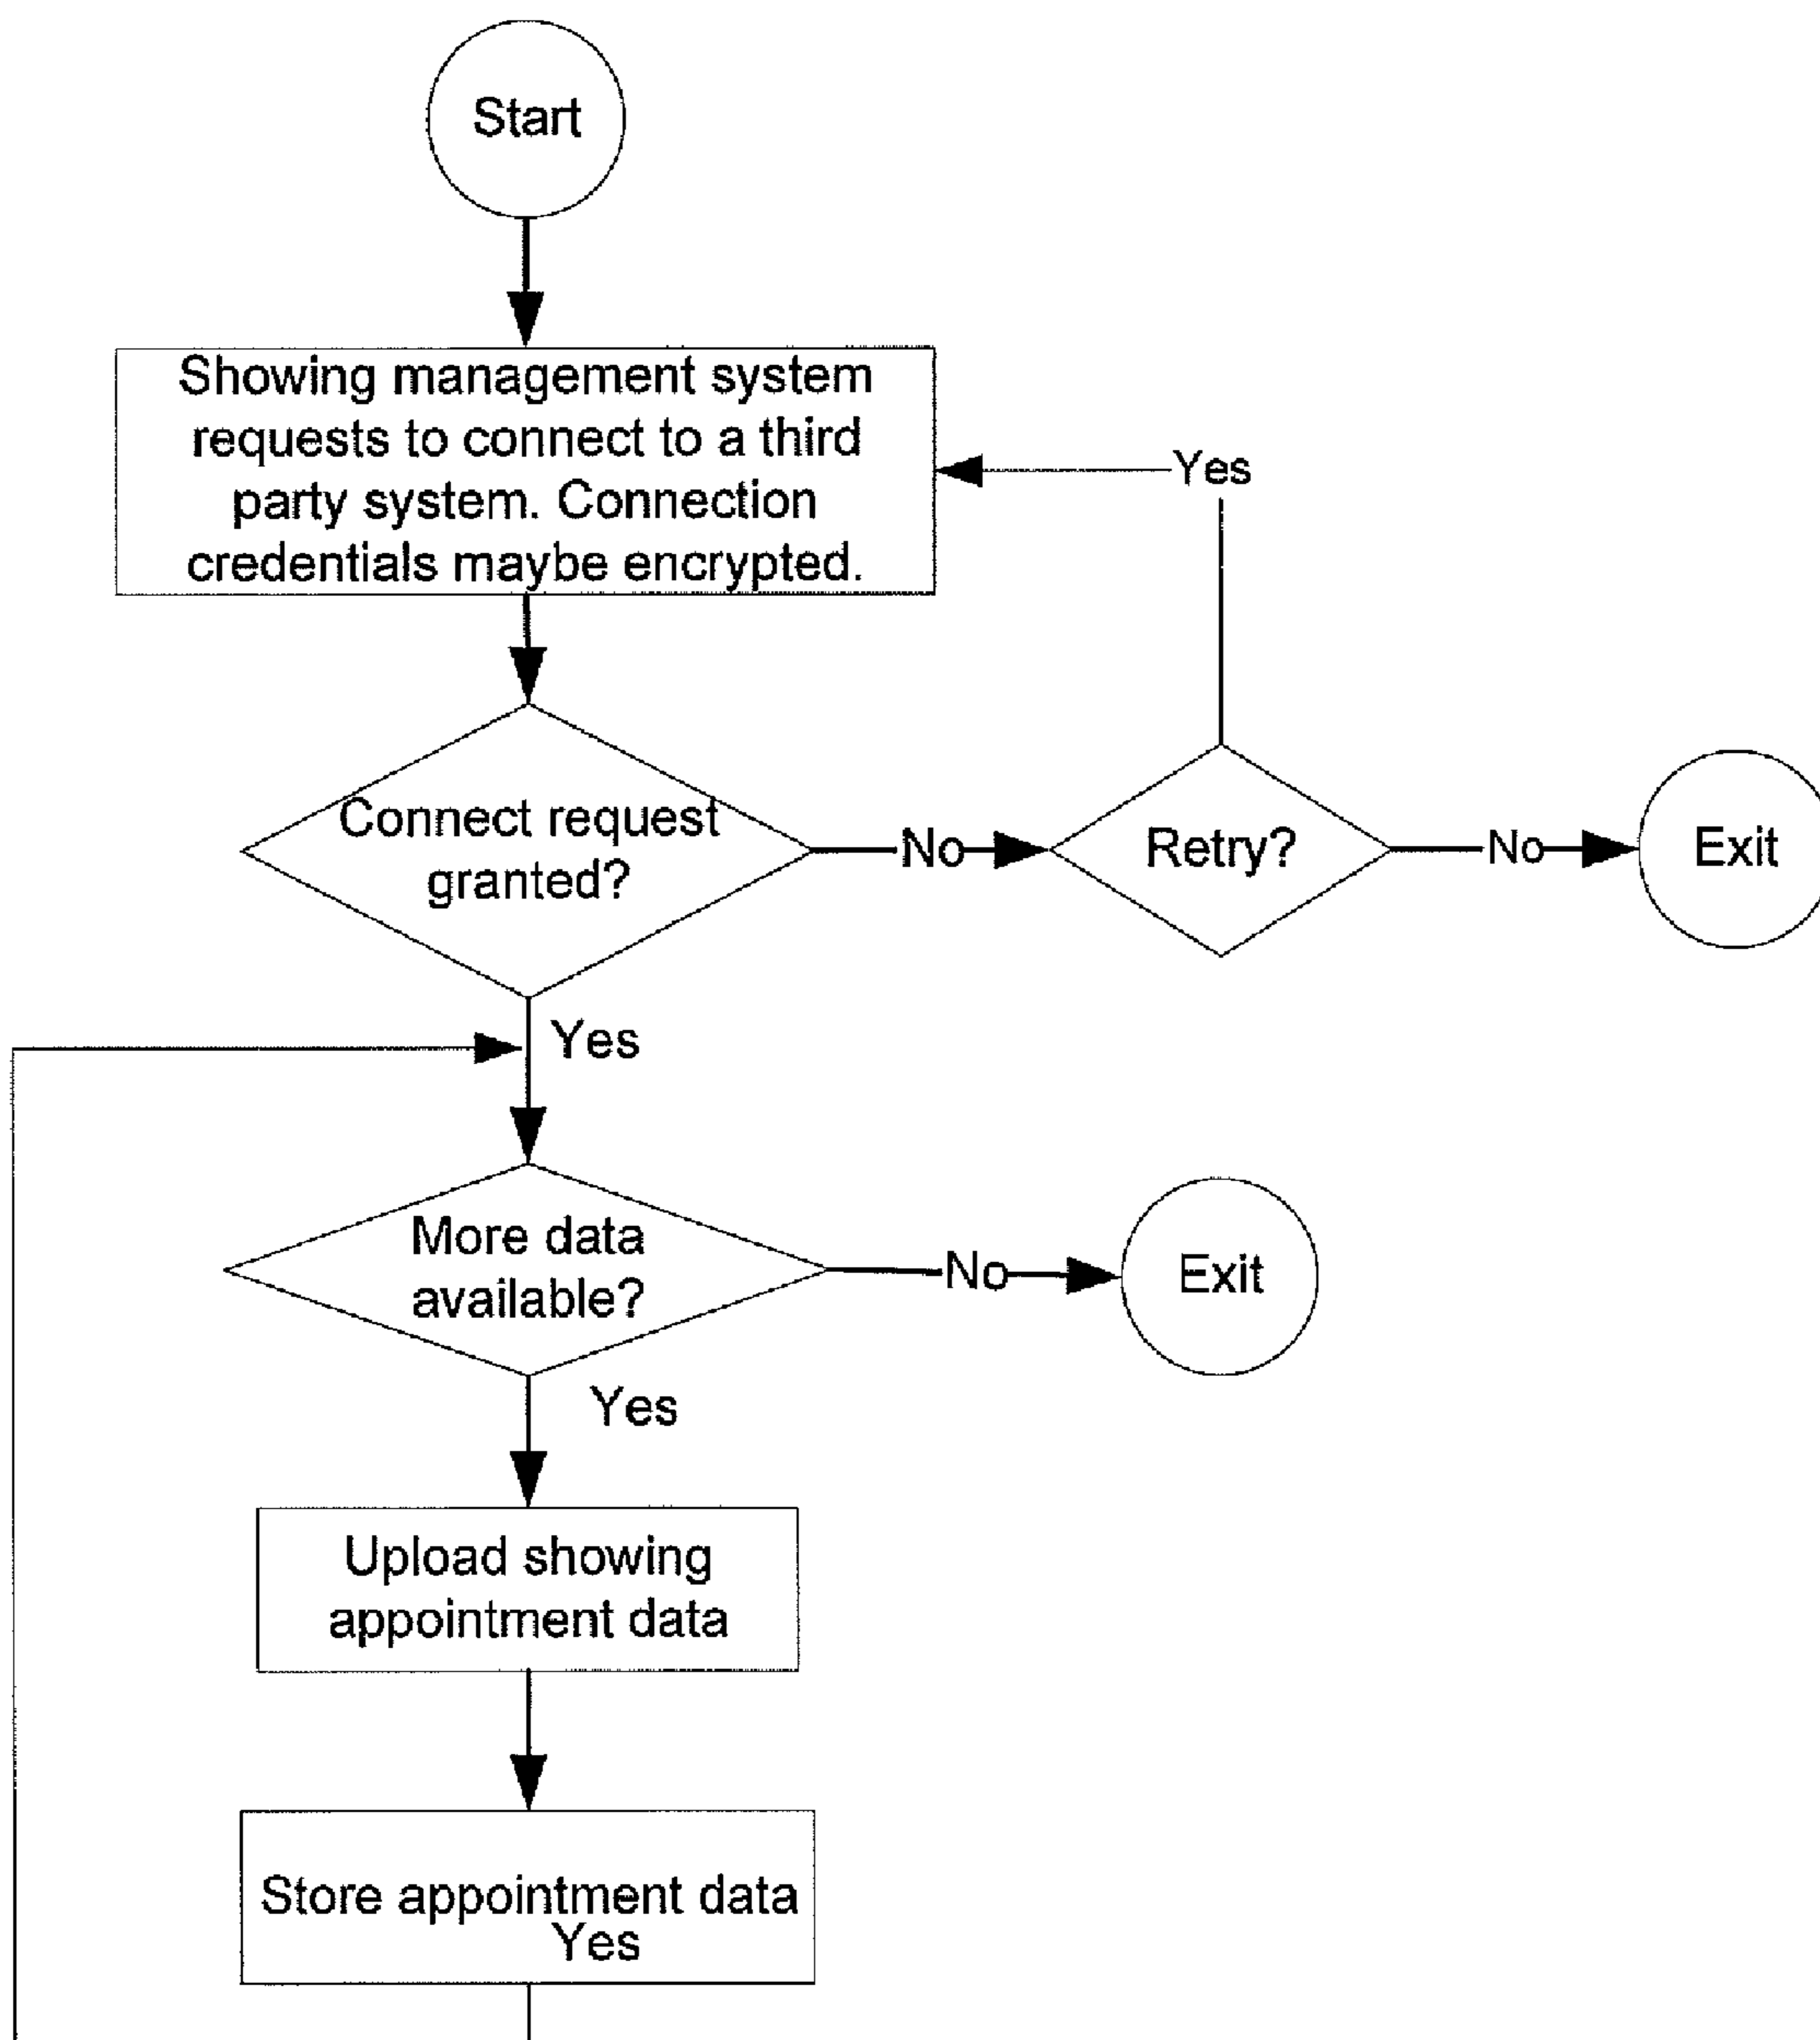 Start
Showing management system
requests to connect to a third
party system. Connection
credentials maybe encrypted.
Yes
Connect request
granted?
No
Retry?
No
Exit
Yes
More data
available?
No
Exit
Yes
Upload showing
appointment data
Store appointment data
Yes